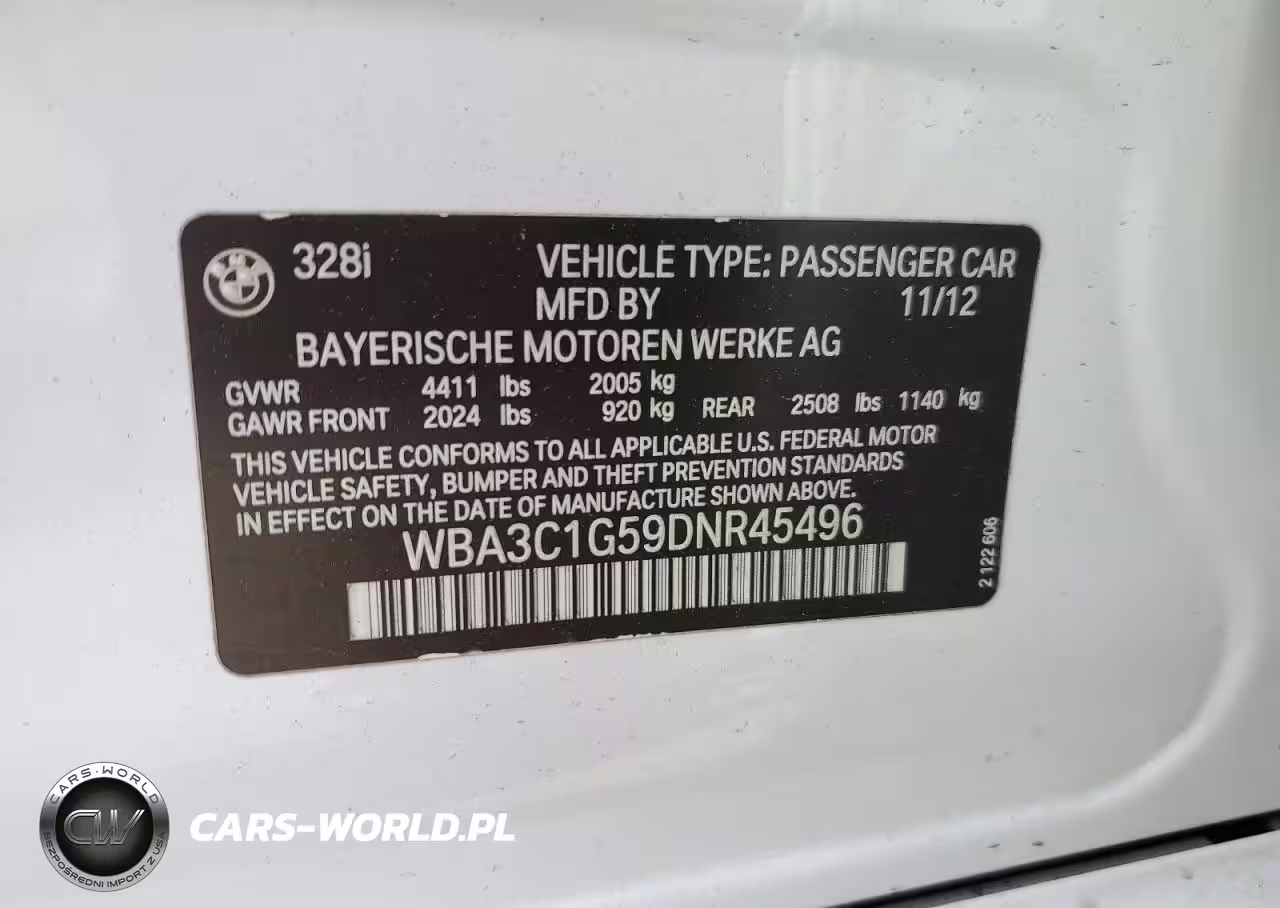 BMW
328i VEHICLE TYPE: PASSENGER CAR
MFD BY 11/12
BAYERISCHE MOTOREN WERKE AG
GVWR 4411 lbs 2005 kg
GAWR FRONT 2024 lbs 920 kg REAR 2508 lbs 1140 kg
THIS VEHICLE CONFORMS TO ALL APPLICABLE U.S. FEDERAL MOTOR
VEHICLE SAFETY, BUMPER AND THEFT PREVENTION STANDARDS
IN EFFECT ON THE DATE OF MANUFACTURE SHOWN ABOVE.
WBA3C1G59DNR45496
2 122 606
CARS-WORLD
CW
BEZPOŚREDNI IMPORT Z USA
CARS-WORLD.PL